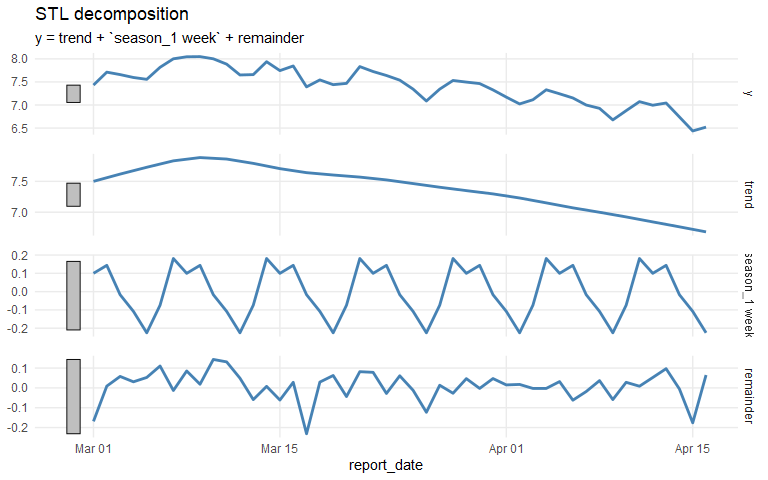 STL decomposition
y = trend + `season_1 week` + remainder
8.0
7.5
7.0
6.5
y
7.5
7.0
trend
0.2
0.1
0.0
-0.1
-0.2
season_1 week
0.1
0.0
-0.1
-0.2
remainder
Mar 01
Mar 15
Apr 01
Apr 15
report_date